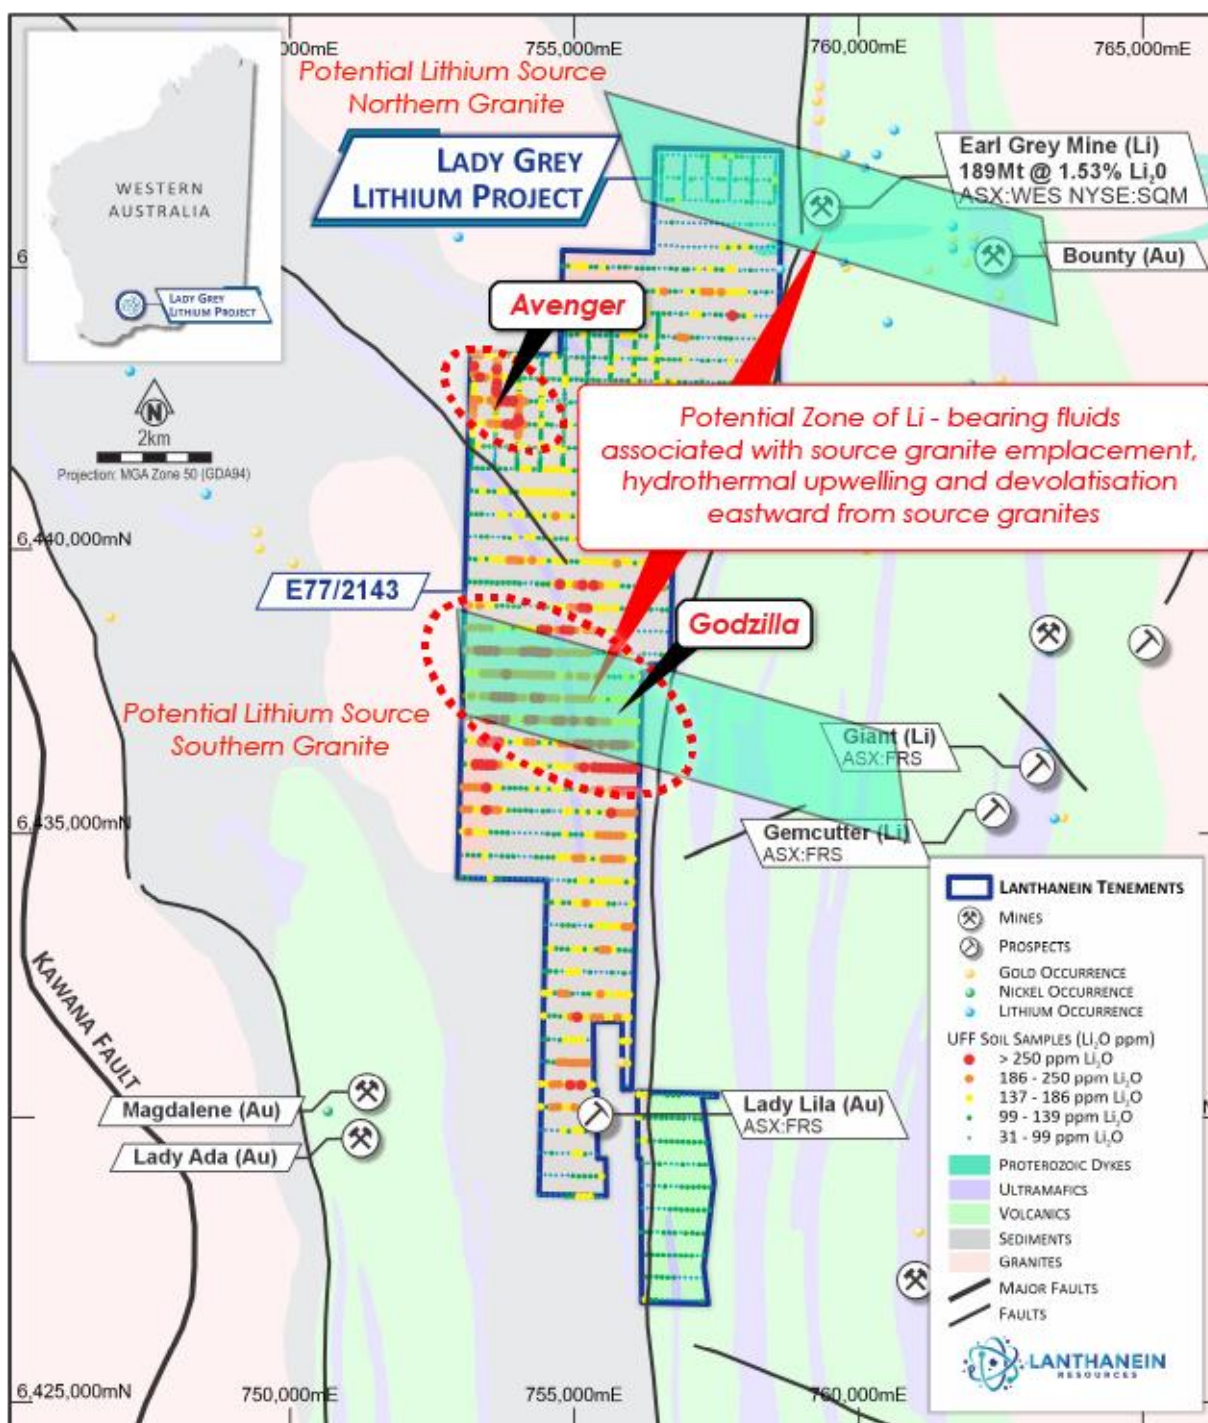 000mE
755,000mE
760,000mE
765,000mE
Potential Lithium Source
Northern Granite
LADY GREY
LITHIUM PROJECT
WESTERN
AUSTRALIA
LADY GREY
LITHIUM PROJECT
Earl Grey Mine (Li)
189Mt @ 1.53% Li₂0
ASX:WES NYSE:SQM
Bounty (Au)
6
Avenger
N
2km
Projection: MGA Zone 50 (GDA94)
Potential Zone of Li - bearing fluids
associated with source granite emplacement,
hydrothermal upwelling and devolatisation
eastward from source granites
6,440,000mN
E77/2143
Godzilla
Potential Lithium Source
Southern Granite
Giant (Li)
ASX:FRS
6,435,000mN
Gemcutter (Li)
ASX:FRS
KAWANA FAULT
Magdalene (Au)
Lady Ada (Au)
Lady Lila (Au)
ASX:FRS
LANTHANEIN TENEMENTS
MINES
PROSPECTS
GOLD OCCURRENCE
NICKEL OCCURRENCE
LITHIUM OCCURRENCE
UFF SOIL SAMPLES (Li₂O ppm)
> 250 ppm Li₂O
186 - 250 ppm Li₂O
137 - 186 ppm Li₂O
99 - 139 ppm Li₂O
31 - 99 ppm Li₂O
PROTEROZOIC DYKES
ULTRAMAFICS
VOLCANICS
SEDIMENTS
GRANITES
MAJOR FAULTS
FAULTS
LANTHANEIN
RESOURCES
6,425,000mN
750,000mE
755,000mE
760,000mE